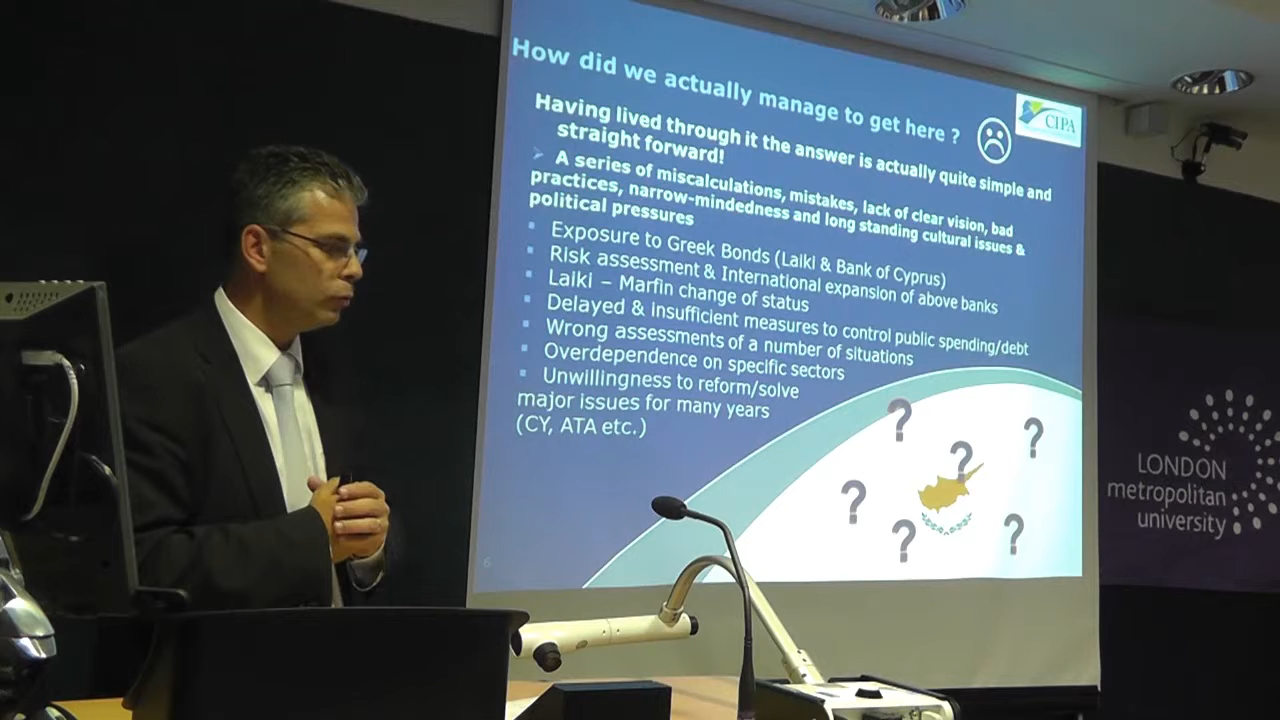 How did we actually manage to get here ?
CIPA
Having lived through it the answer is actually quite simple and
straight forward!
A series of miscalculations, mistakes, lack of clear vision, bad
practices, narrow-mindedness and long standing cultural issues &
political pressures
Exposure to Greek Bonds (Laiki & Bank of Cyprus)
Risk assessment & International expansion of above banks
Laiki – Marfin change of status
Delayed & insufficient measures to control public spending/debt
Wrong assessments of a number of situations
Overdependence on specific sectors
Unwillingness to reform/solve
major issues for many years
(CY, ATA etc.)
? ? ? ? ? ?
6
LONDON
metropolitan
university